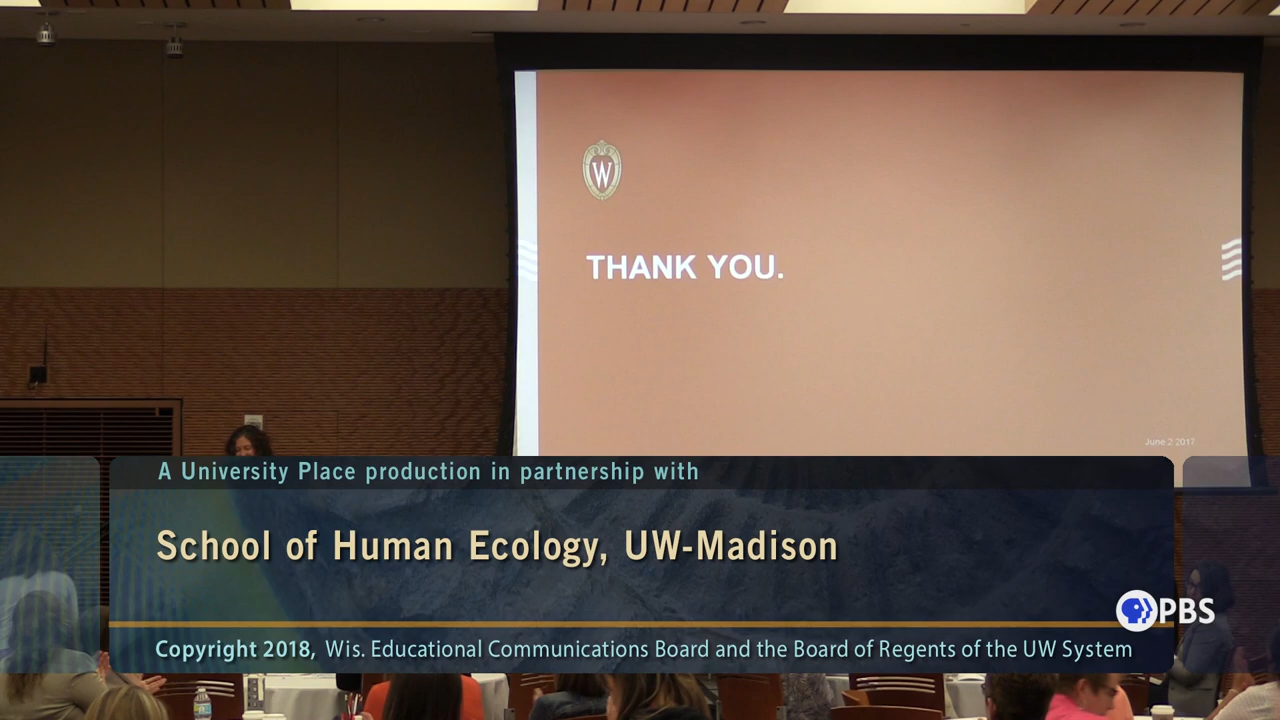 W
THANK YOU.
June 2 2017
A University Place production in partnership with
School of Human Ecology, UW-Madison
PBS
Copyright 2018, Wis. Educational Communications Board and the Board of Regents of the UW System